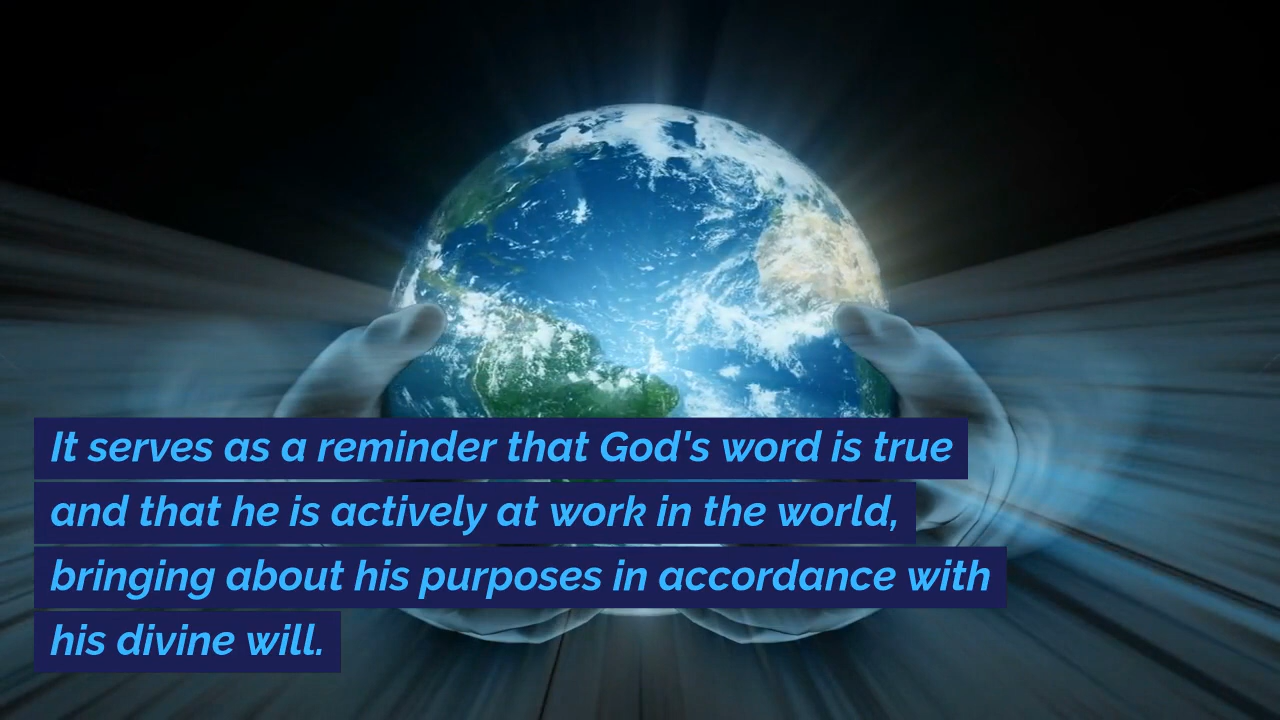 It serves as a reminder that God's word is true
and that he is actively at work in the world,
bringing about his purposes in accordance with
his divine will.